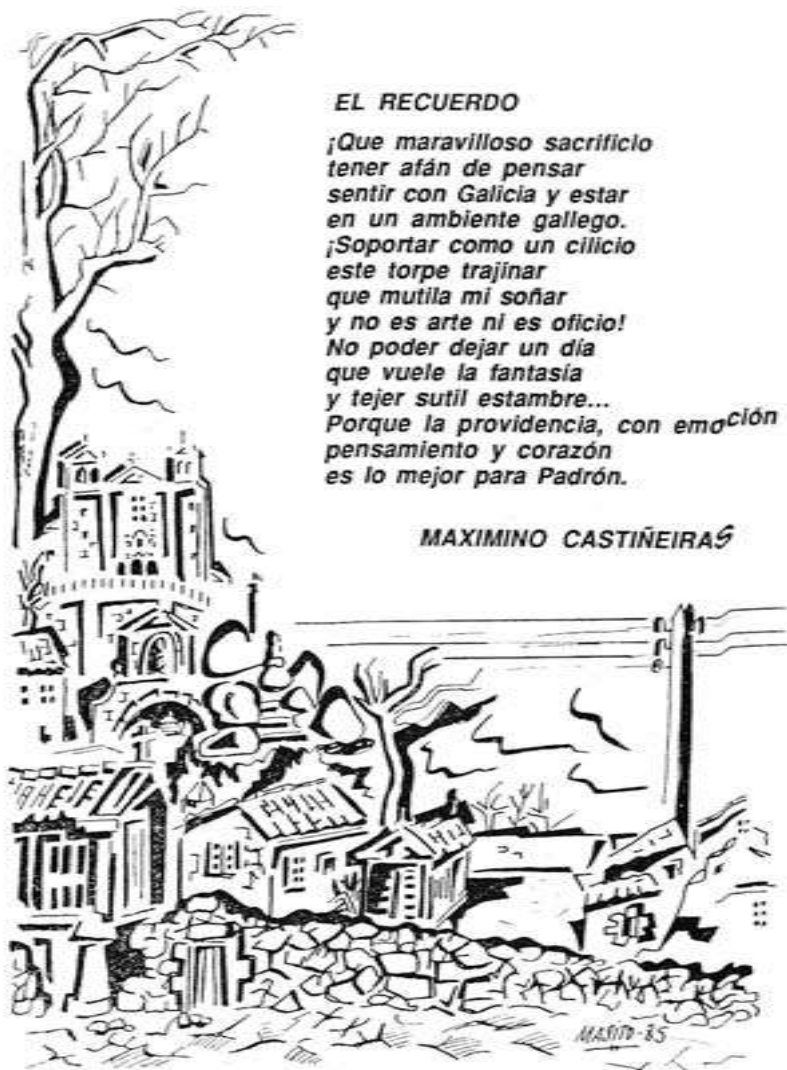 EL RECUERDO
¡Que maravilloso sacrificio
tener afán de pensar
sentir con Galicia y estar
en un ambiente gallego.
¡Soportar como un cilicio
este torpe trajinar
que mutila mi soñar
y no es arte ni es oficio!
No poder dejar un día
que vuele la fantasía
y tejer sutil estambre...
Porque la providencia, con emoción
pensamiento y corazón
es lo mejor para Padrón.
MAXIMINO CASTIÑEIRAS
MASITO-85